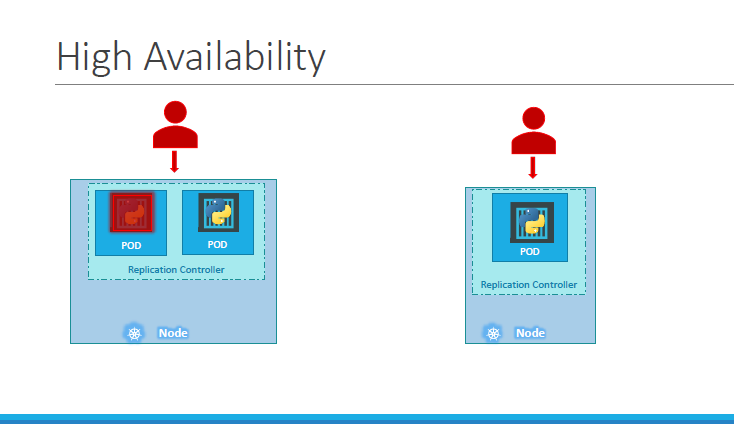 High Availability
POD
POD
Replication Controller
Node
POD
Replication Controller
Node